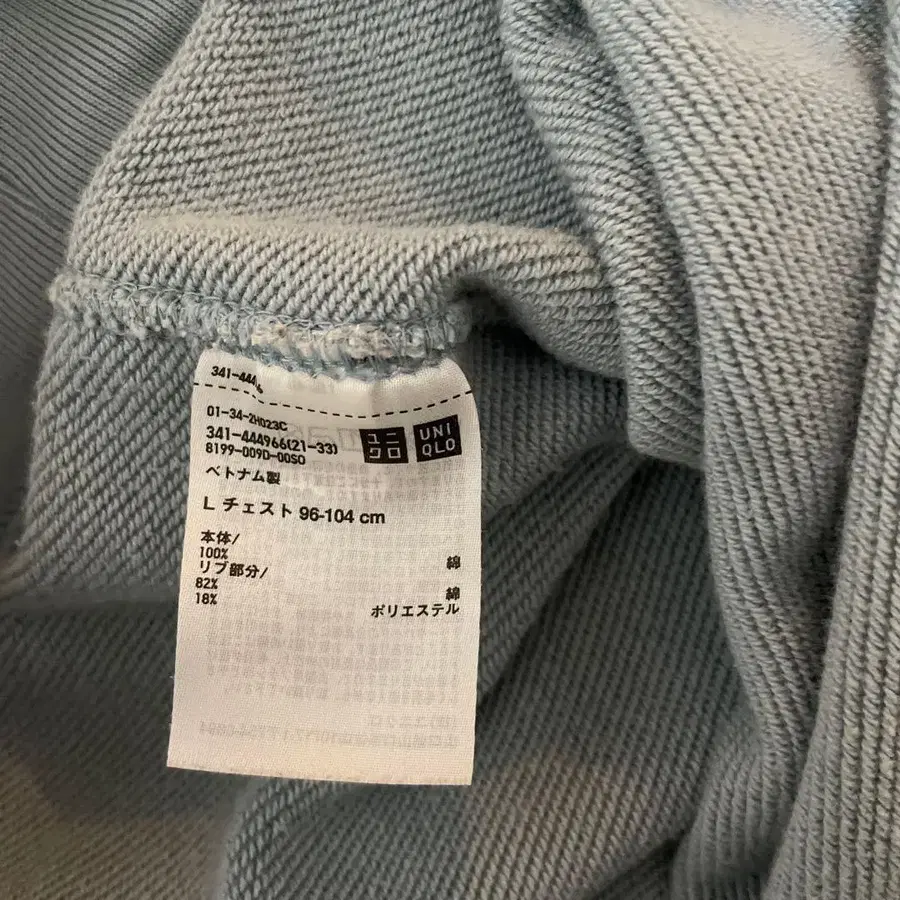 341-444
01-34-2H023C
341-444966(21-33)
8199-009D-00SO
ユニ
クロ
UNI
QLO
ベトナム製
L チェスト 96-104 cm
本体/
100% 綿
リブ部分/
82% 綿
18% ポリエステル